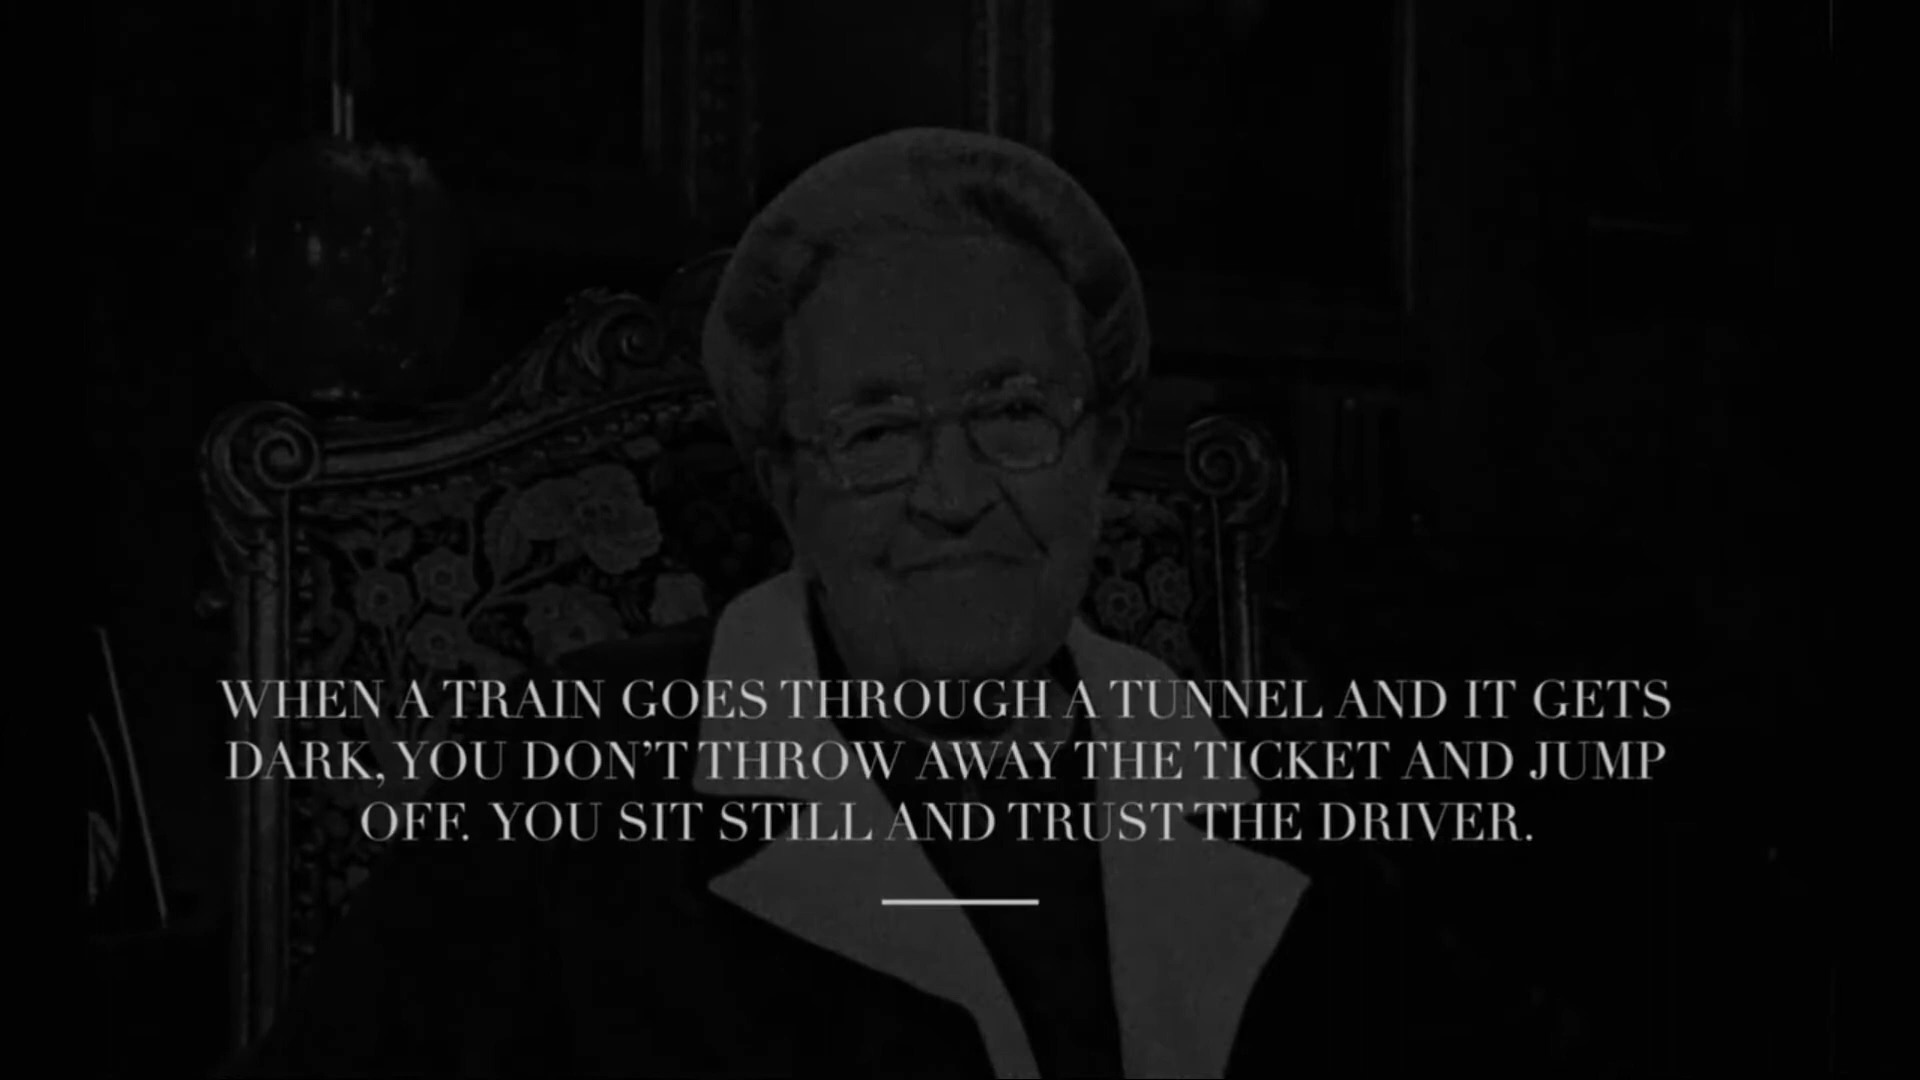 WHEN A TRAIN GOES THROUGH A TUNNEL AND IT GETS
DARK, YOU DON'T THROW AWAY THE TICKET AND JUMP
OFF. YOU SIT STILL AND TRUST THE DRIVER.